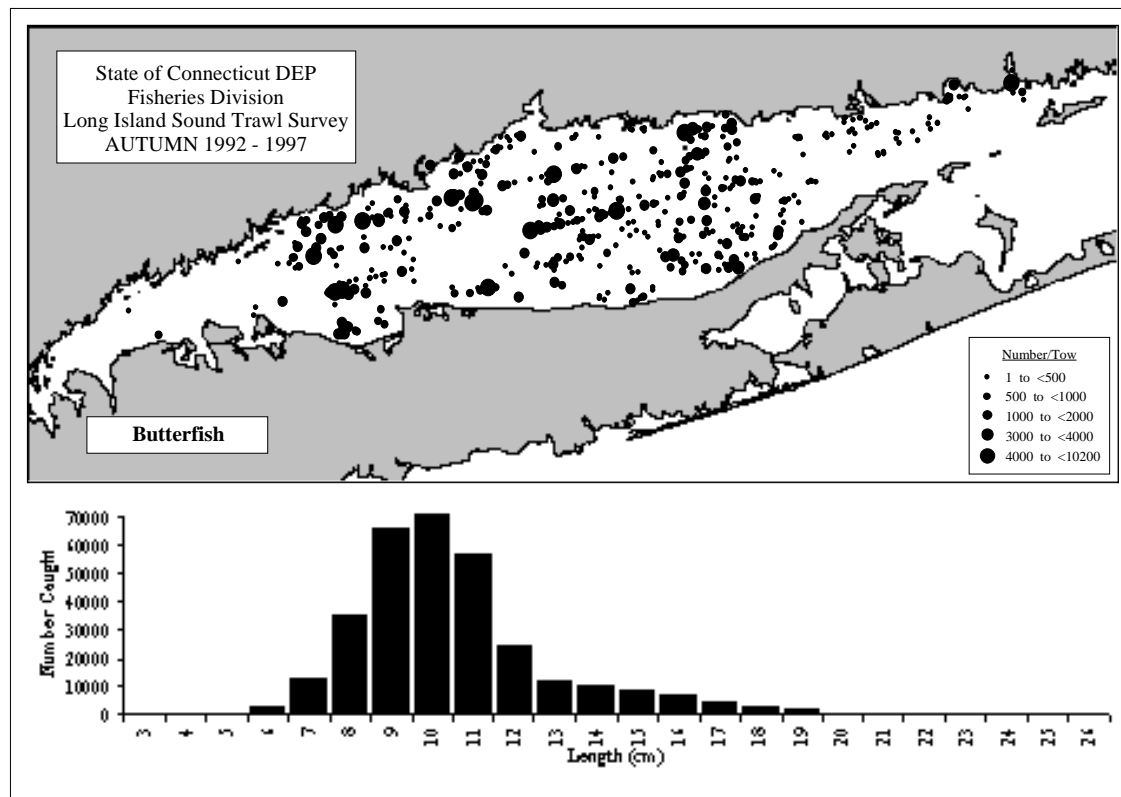 State of Connecticut DEP
Fisheries Division
Long Island Sound Trawl Survey
AUTUMN 1992 - 1997
Number/Tow
1 to <500
500 to <1000
1000 to <2000
3000 to <4000
4000 to <10200
Butterfish
70000
60000
50000
40000
30000
20000
10000
0
Number Caught
3 4 5 6 7 8 9 10 11 12 13 14 15 16 17 18 19 20 21 22 23 24 25 26
Length (cm)